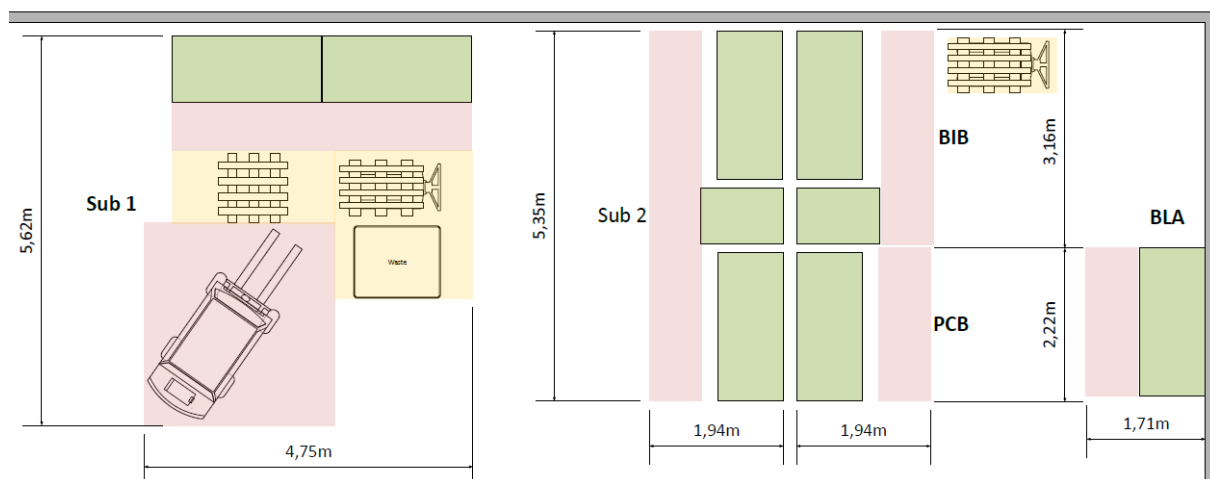 5,62m
Sub 1
Waste
4,75m
5,35m
Sub 2
BIB
3,16m
BLA
PCB
2,22m
1,94m
1,94m
1,71m